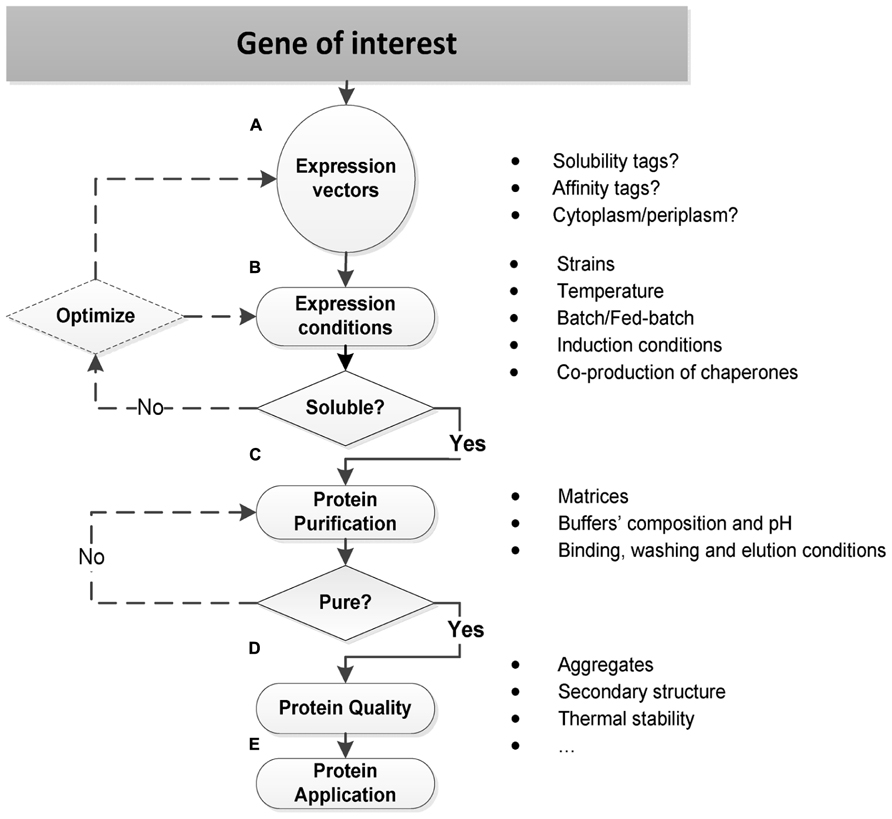 Gene of interest
A
Expression
vectors
• Solubility tags?
• Affinity tags?
• Cytoplasm/periplasm?
B
Expression
conditions
• Strains
• Temperature
• Batch/Fed-batch
• Induction conditions
• Co-production of chaperones
Optimize
Soluble?
No
Yes
C
Protein
Purification
• Matrices
• Buffers’ composition and pH
• Binding, washing and elution conditions
No
Pure?
Yes
D
Protein Quality
• Aggregates
• Secondary structure
• Thermal stability
• …
E
Protein
Application